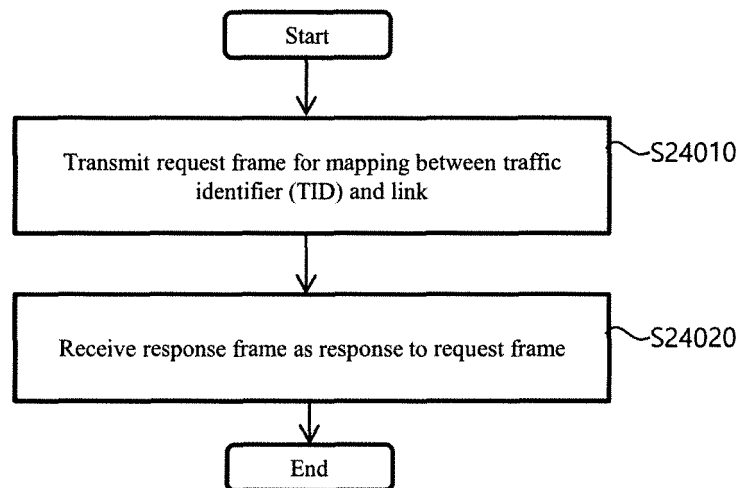 Start
Transmit request frame for mapping between traffic
identifier (TID) and link
S24010
Receive response frame as response to request frame
S24020
End